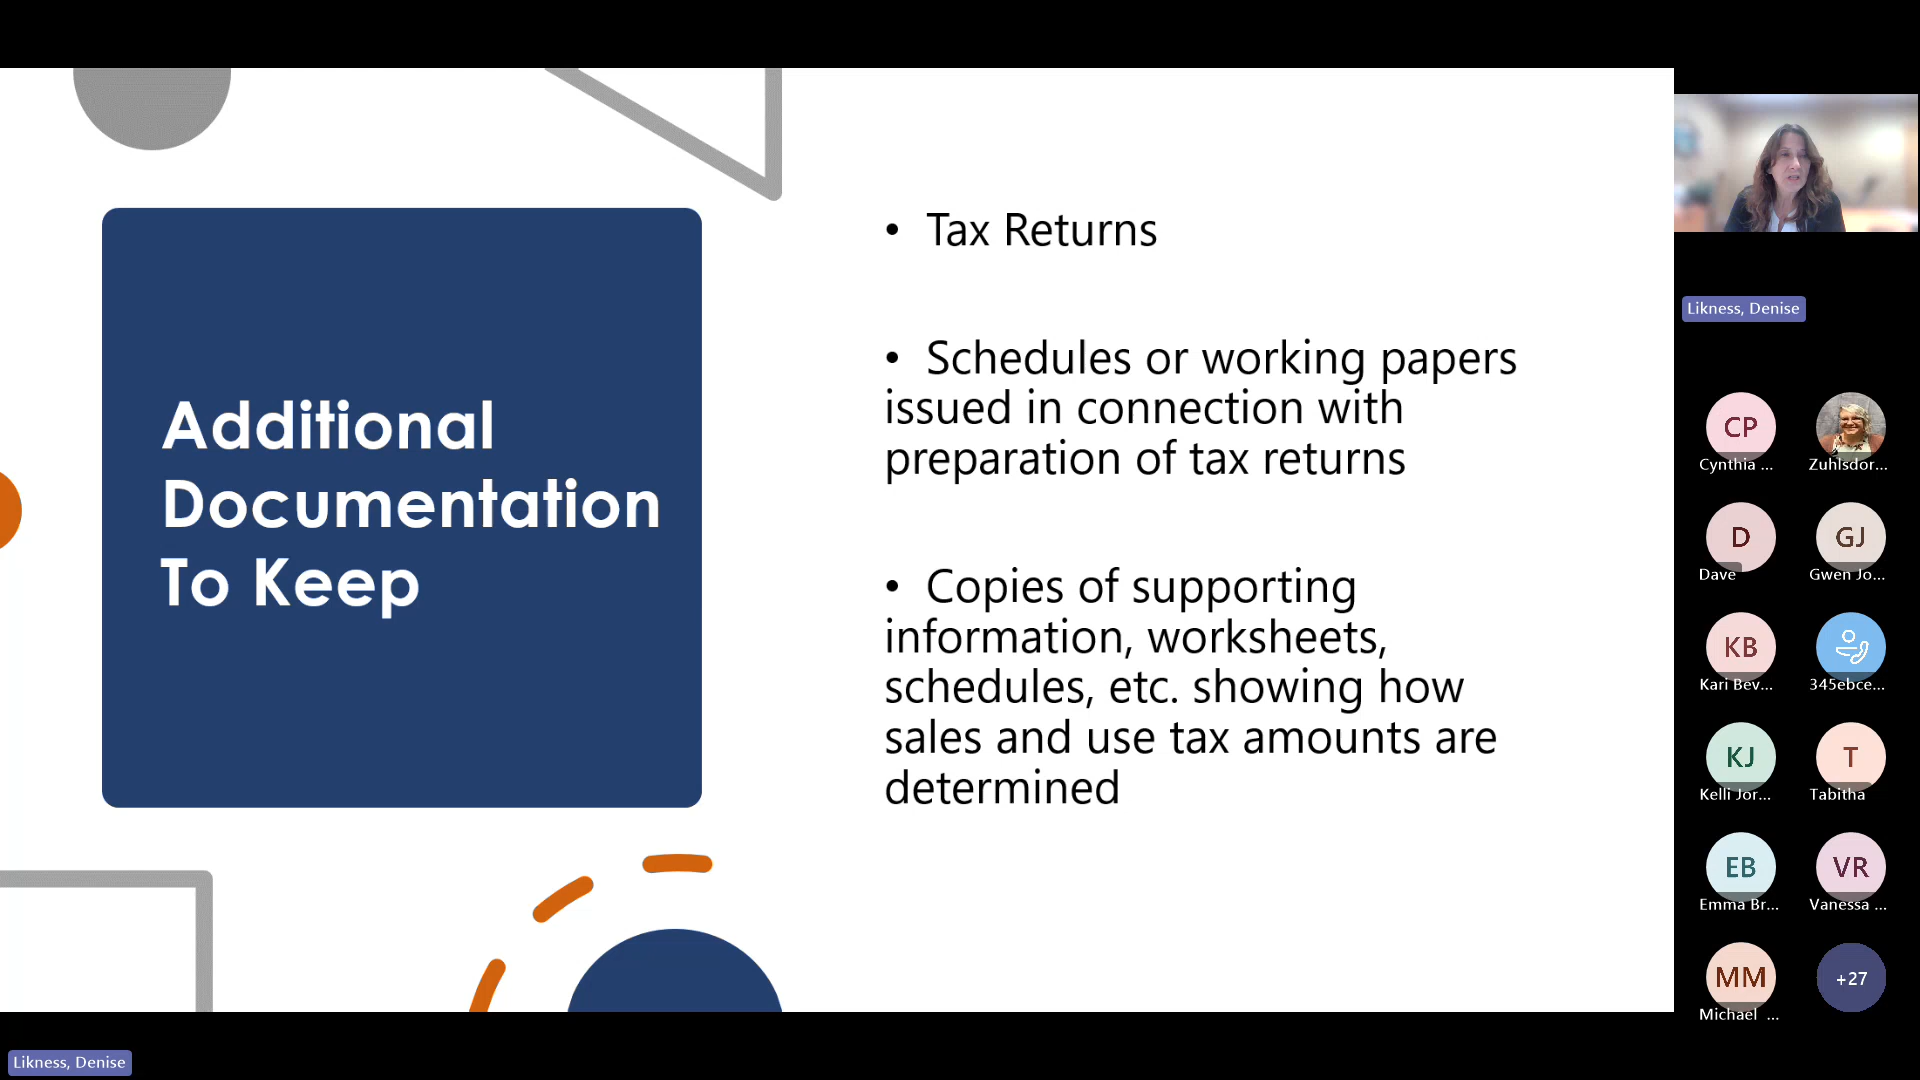 Additional
Documentation
To Keep
• Tax Returns
• Schedules or working papers
issued in connection with
preparation of tax returns
• Copies of supporting
information, worksheets,
schedules, etc. showing how
sales and use tax amounts are
determined
Likness, Denise
CP
Cynthia ...
Zuhlsdor...
D
Dave
GJ
Gwen Jo...
KB
Kari Bev...
345ebce...
KJ
Kelli Jor...
T
Tabitha
EB
Emma Br...
VR
Vanessa ...
MM
Michael ...
+27
Likness, Denise